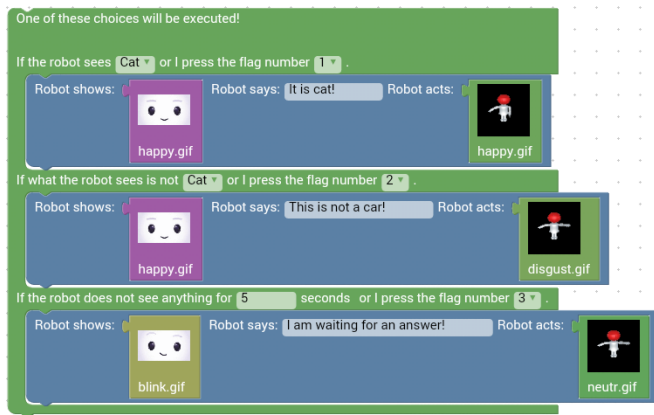 One of these choices will be executed!
If the robot sees Cat or I press the flag number 1 .
Robot shows: Robot says: It is cat! Robot acts:
happy.gif happy.gif
If what the robot sees is not Cat or I press the flag number 2 .
Robot shows: Robot says: This is not a car! Robot acts:
happy.gif disgust.gif
If the robot does not see anything for 5 seconds or I press the flag number 3 .
Robot shows: Robot says: I am waiting for an answer! Robot acts:
blink.gif neutr.gif